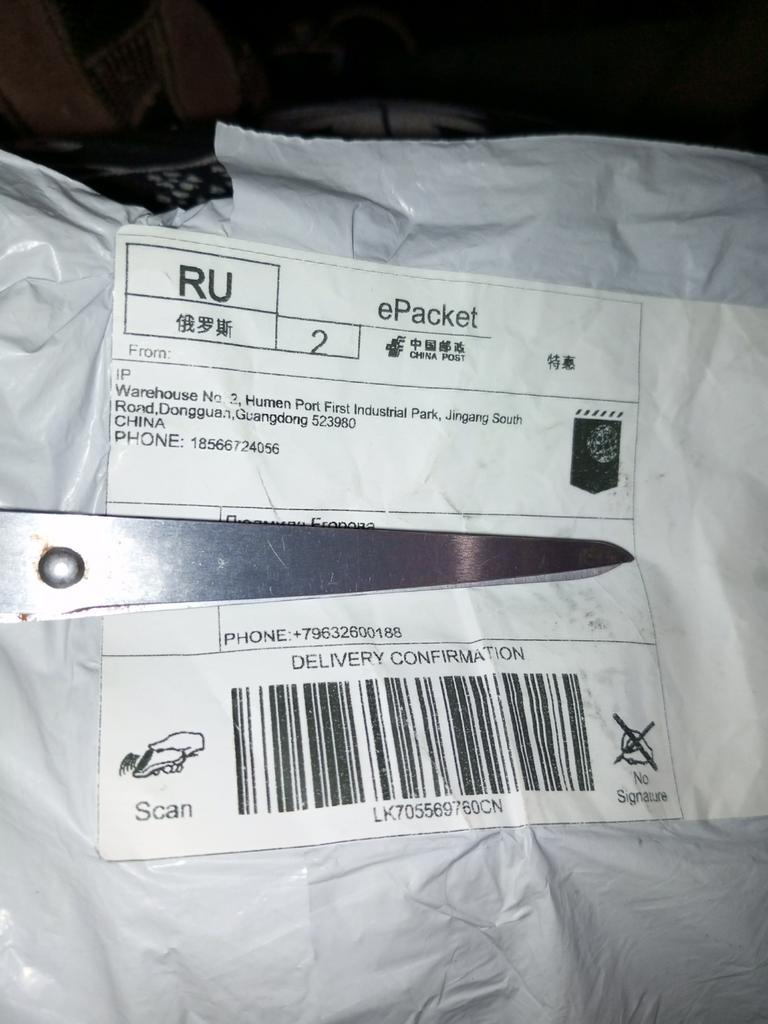 RU
俄罗斯
2
ePacket
中国邮政
CHINA POST
特惠
From:
IP
Warehouse No. 2, Humen Port First Industrial Park, Jingang South
Road,Dongguan,Guangdong 523980
CHINA
PHONE: 18566724056
Людмила Егорова
PHONE:+79632600188
DELIVERY CONFIRMATION
Scan
LK705569760CN
No
Signature